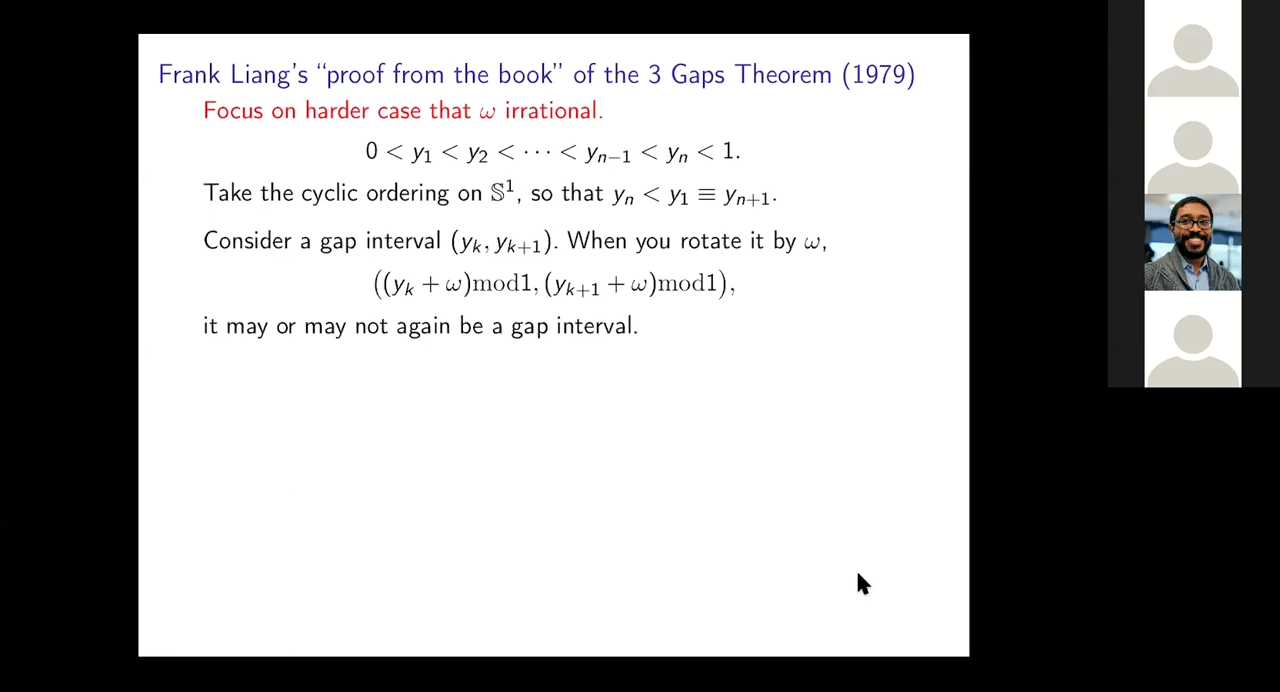 Frank Liang's “proof from the book” of the 3 Gaps Theorem (1979)
Focus on harder case that ω irrational.
0 < y₁ < y₂ < ⋯ < yₙ₋₁ < yₙ < 1.
Take the cyclic ordering on 𝕊¹, so that yₙ < y₁ ≡ yₙ₊₁.
Consider a gap interval (yₖ, yₖ₊₁). When you rotate it by ω,
((yₖ + ω)mod1, (yₖ₊₁ + ω)mod1),
it may or may not again be a gap interval.